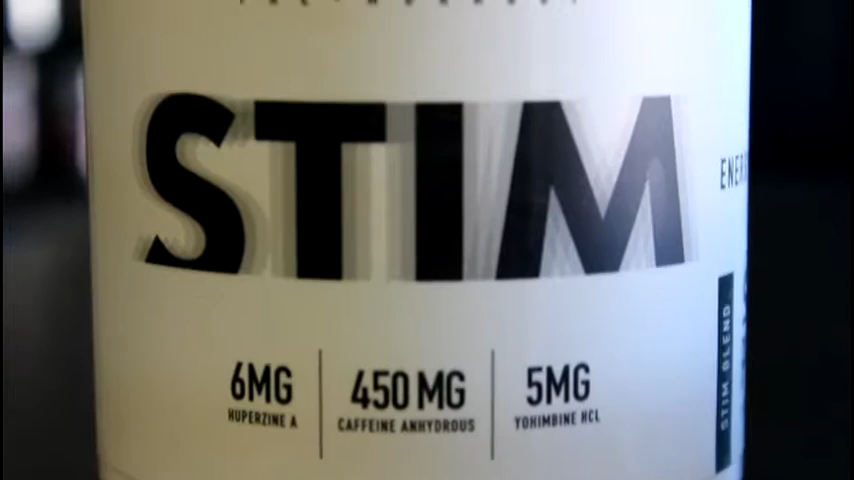 STIM
6MG
HUPERZINE A
450 MG
CAFFEINE ANHYDROUS
5MG
YOHIMBINE HCL
STIM BLEND